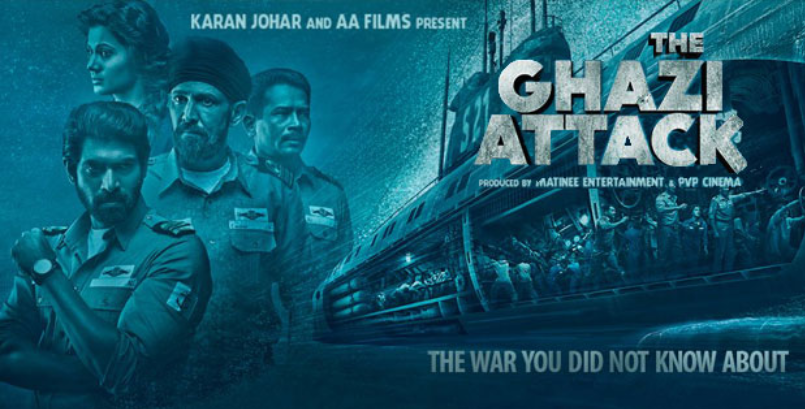 KARAN JOHAR AND AA FILMS PRESENT
THE
GHAZI
ATTACK
PRODUCED BY MATINEE ENTERTAINMENT & PVP CINEMA
THE WAR YOU DID NOT KNOW ABOUT